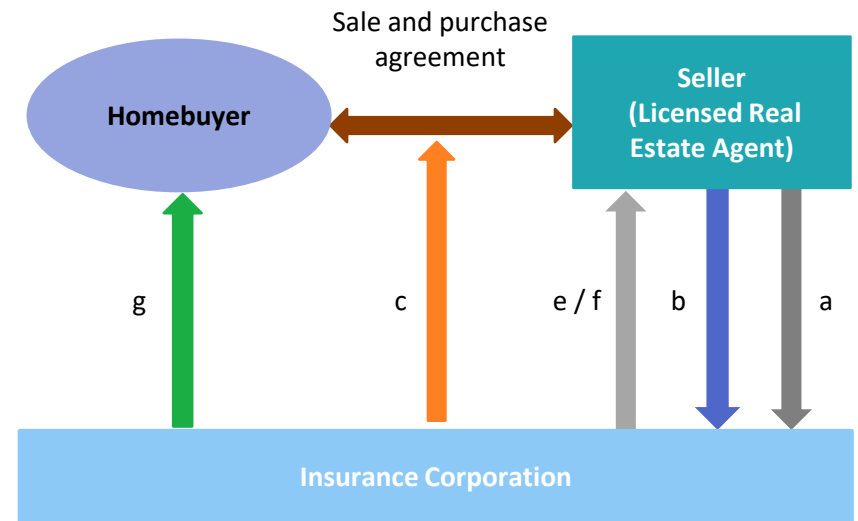 Sale and purchase
agreement
Homebuyer
Seller
(Licensed Real
Estate Agent)
g
c
e / f
b
a
Insurance Corporation